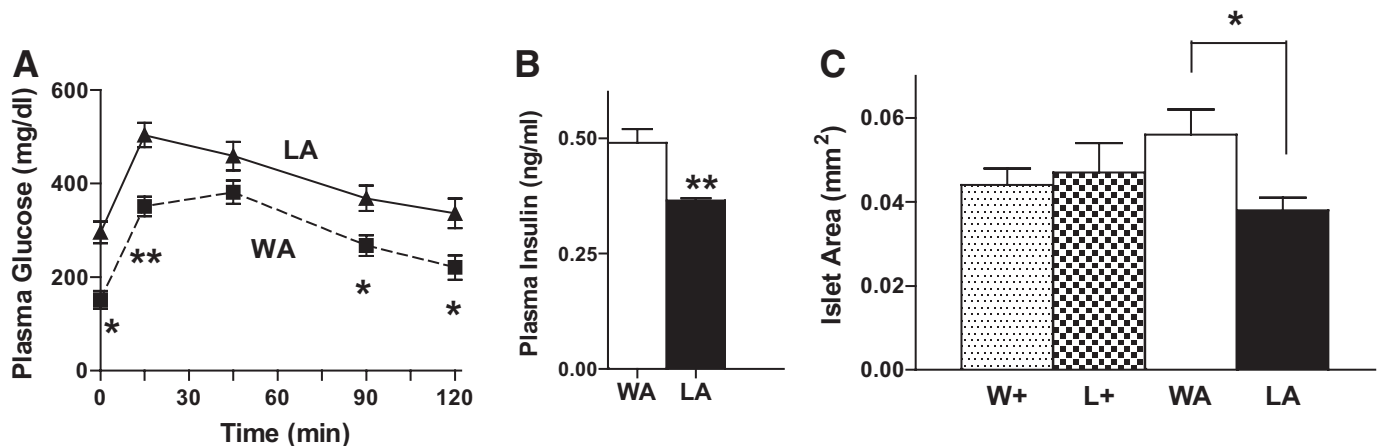 A
Plasma Glucose (mg/dl)
600
400
200
0
LA
WA
**
*
*
*
0 30 60 90 120
Time (min)
B
Plasma Insulin (ng/ml)
0.50
0.25
0.00
**
WA LA
C
Islet Area (mm²)
0.06
0.04
0.02
0.00
*
W+ L+ WA LA